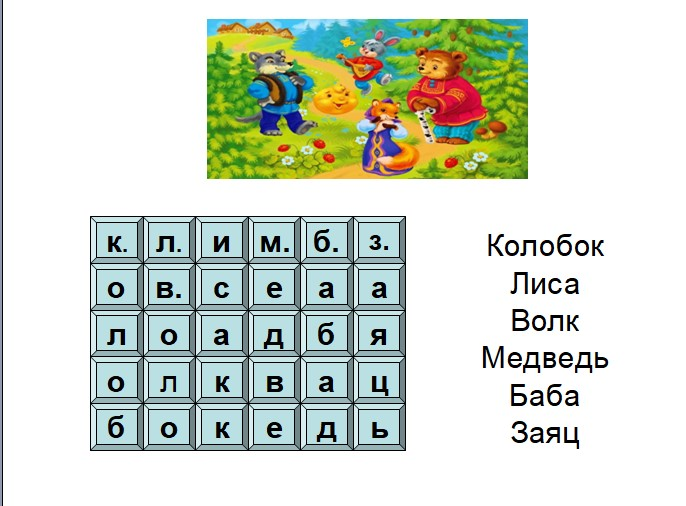 к. л. и м. б. з.
о в. с е а а
л о а д б я
о л к в а ц
б о к е д ь
Колобок
Лиса
Волк
Медведь
Баба
Заяц